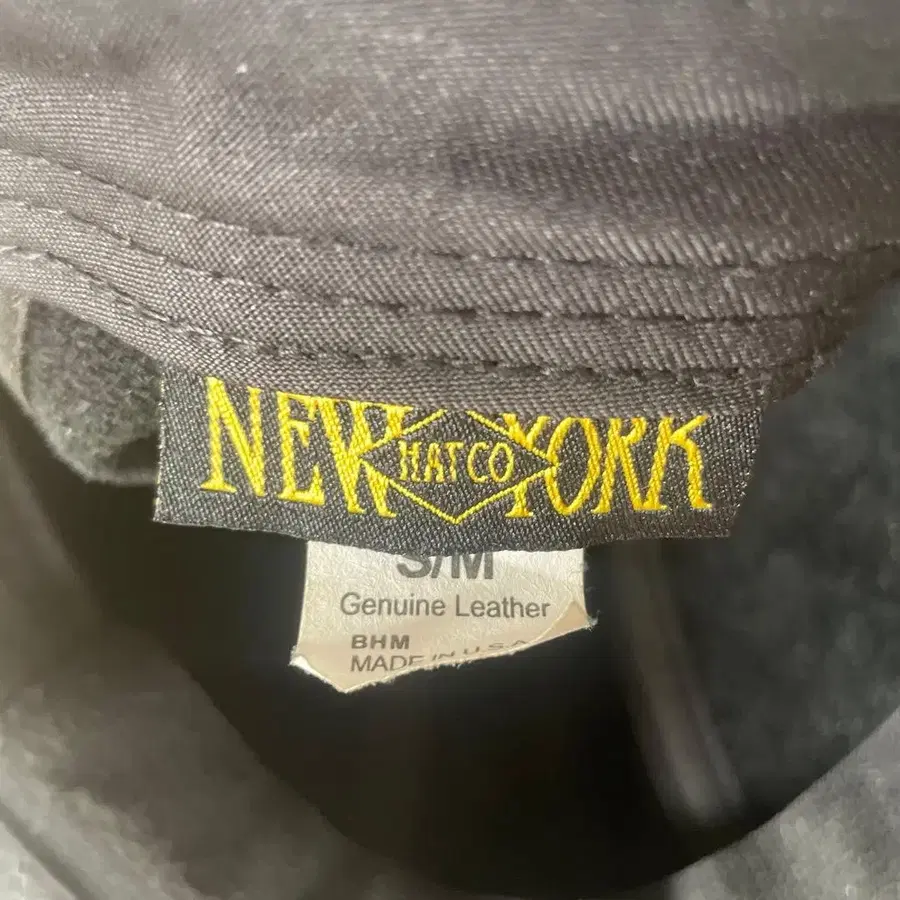 NEW YORK
HAT CO
S/M
Genuine Leather
BHM
MADE IN U.S.A